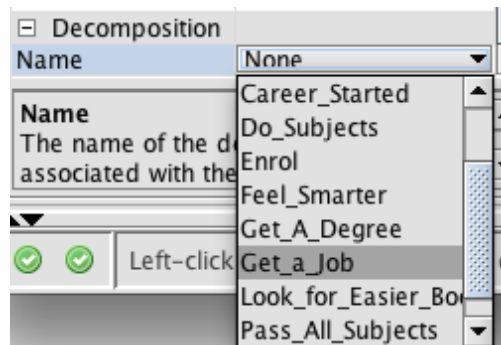 Decomposition
Name None
Career_Started
Name
Do_Subjects
The name of the d
Enrol
associated with the
Feel_Smarter
Get_A_Degree
Left-click
Get_a_Job
Look_for_Easier_Bo
Pass_All_Subjects